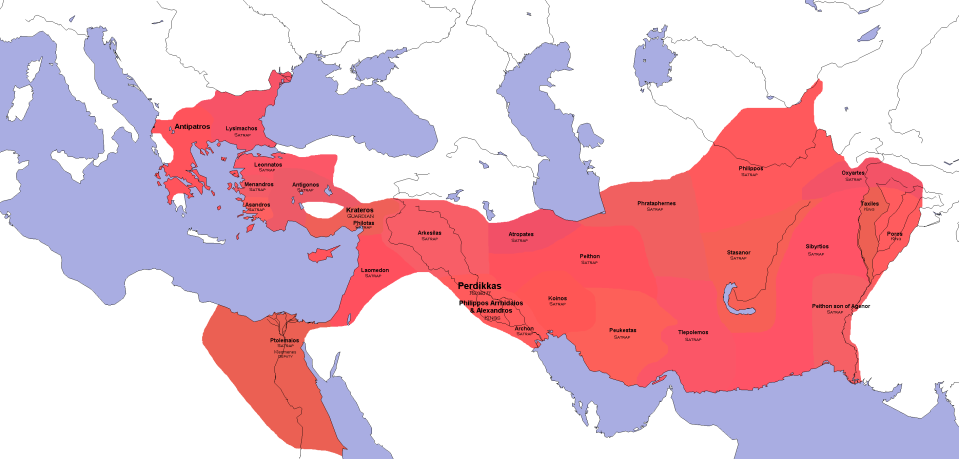 Antipatros
Lysimachos
SATRAP
Leonnatos
SATRAP
Menandros
SATRAP
Antigonos
SATRAP
Asandros
SATRAP
Krateros
GUARDIAN
Philotas
SATRAP
Arkesilas
SATRAP
Laomedon
SATRAP
Ptolemaios
SATRAP
DEPUTY
Perdikkas
REGENT
Philippos Arrhidaios
& Alexandros
KINGS
Archon
SATRAP
Atropates
SATRAP
Peithon
SATRAP
Koinos
SATRAP
Peukestas
SATRAP
Tlepolemos
SATRAP
Phrataphernes
SATRAP
Philippos
SATRAP
Stasanor
SATRAP
Sibyrtios
SATRAP
Oxyartes
SATRAP
Taxiles
KING
Poros
KING
Peithon son of Agenor
SATRAP